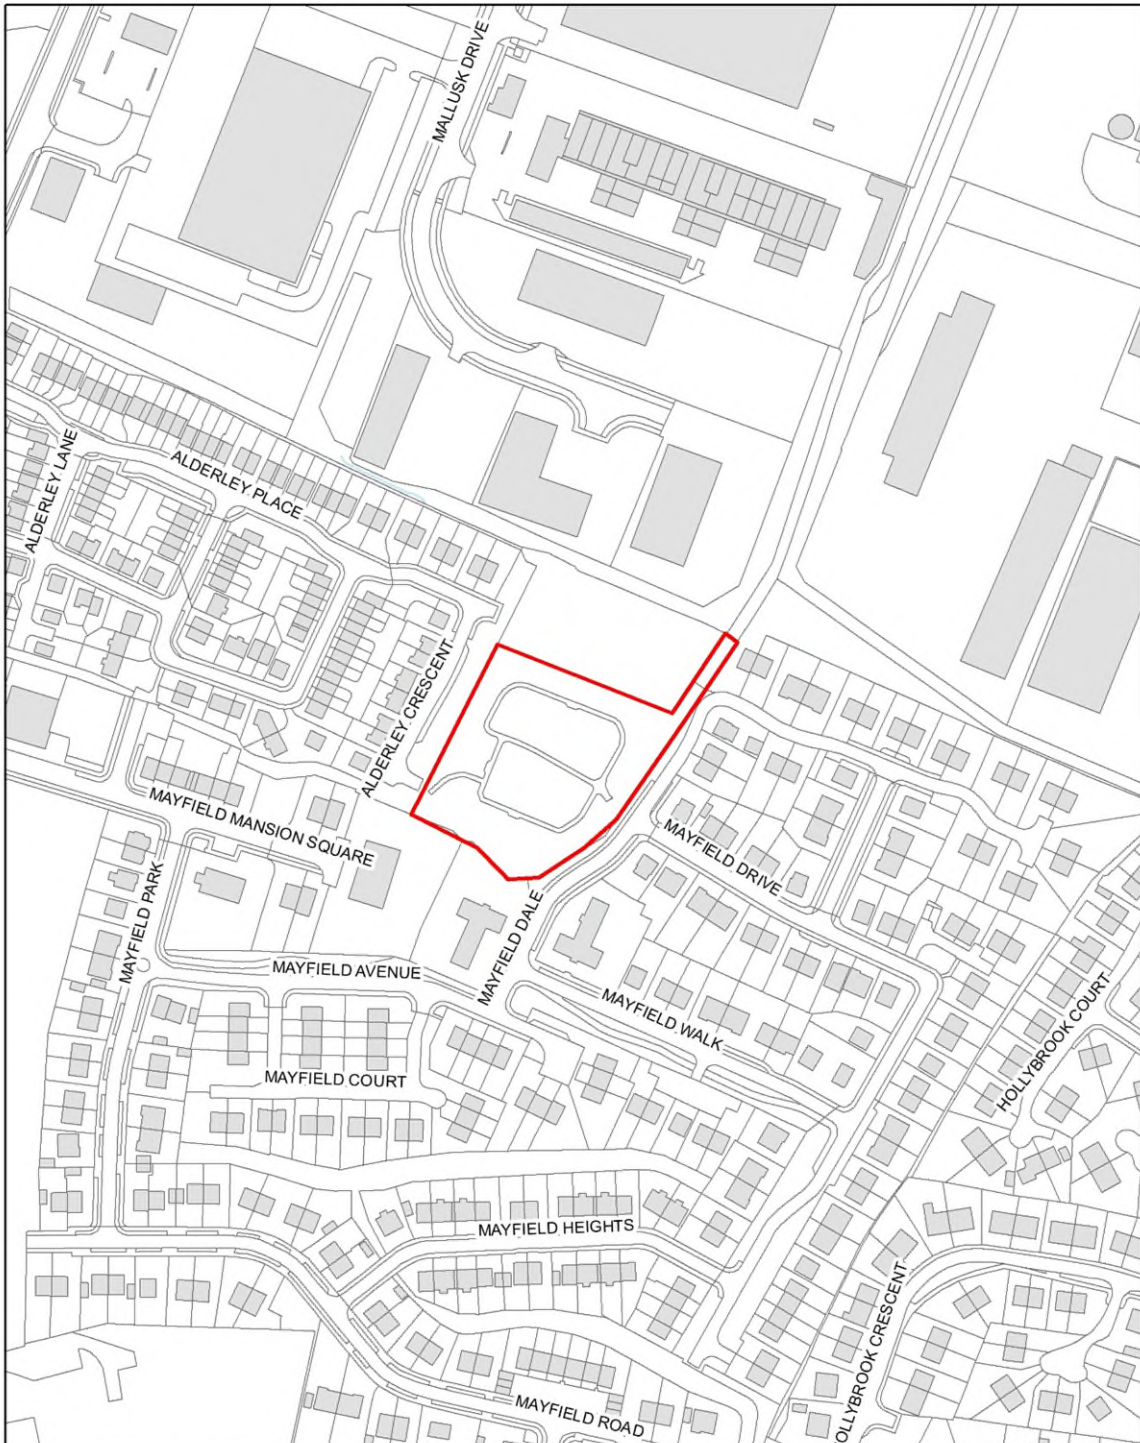 MALLUSK DRIVE
ALDERLEY LANE
ALDERLEY PLACE
ALDERLEY CRESCENT
MAYFIELD MANSION SQUARE
MAYFIELD DRIVE
MAYFIELD PARK
MAYFIELD DALE
MAYFIELD AVENUE
MAYFIELD WALK
HOLLYBROOK COURT
MAYFIELD COURT
MAYFIELD HEIGHTS
HOLLYBROOK CRESCENT
MAYFIELD ROAD